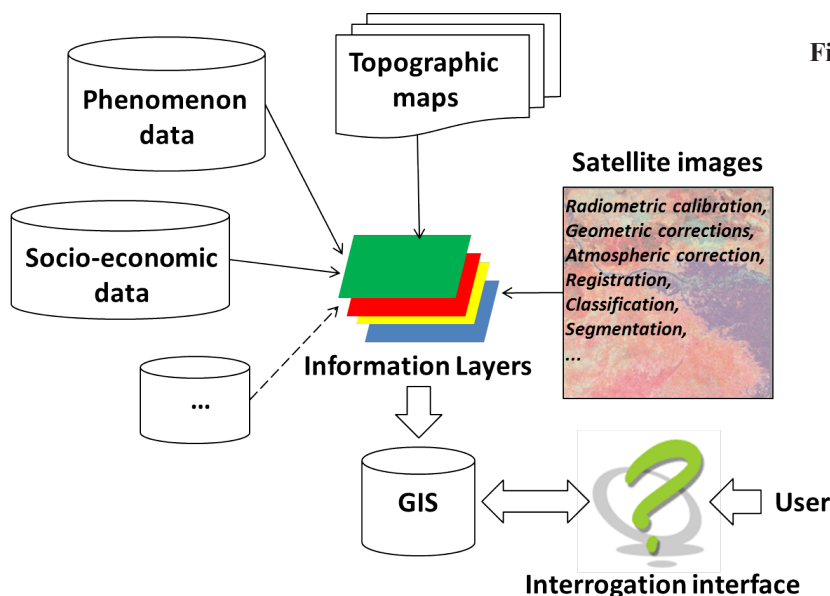 Fi
Topographic
maps
Phenomenon
data
Satellite images
Radiometric calibration,
Geometric corrections,
Atmospheric correction,
Registration,
Classification,
Segmentation,
...
Socio-economic
data
...
Information Layers
GIS
User
Interrogation interface